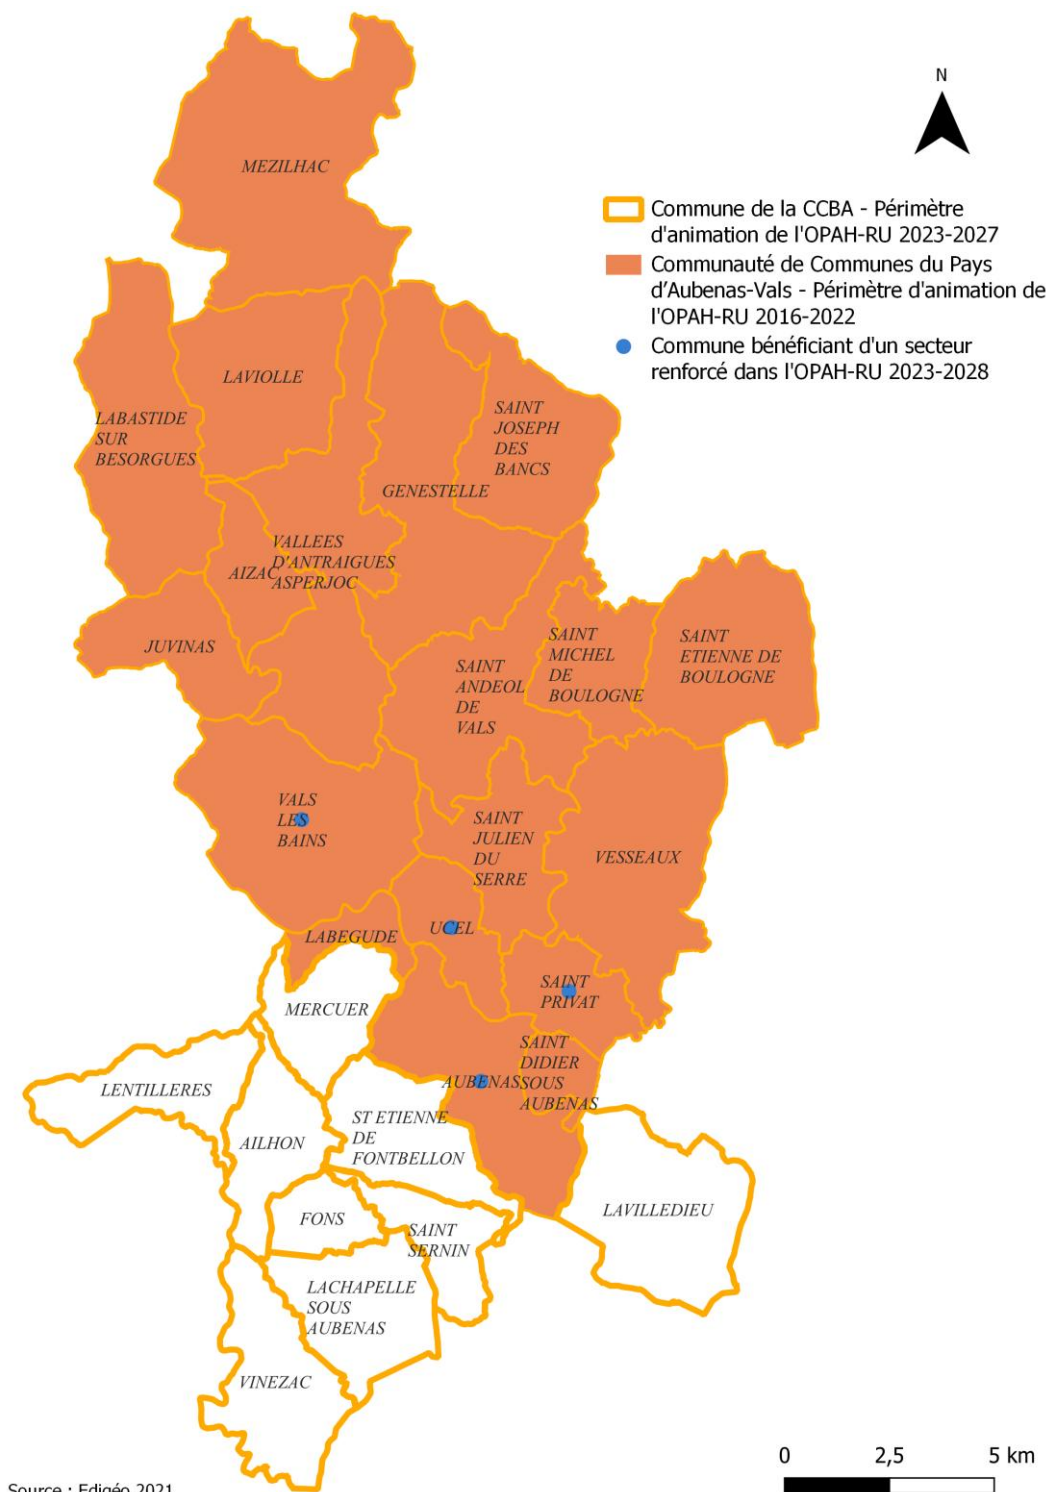 N
MEZILHAC
Commune de la CCBA - Périmètre
d'animation de l'OPAH-RU 2023-2027
Communauté de Communes du Pays
d'Aubenas-Vals - Périmètre d'animation de
l'OPAH-RU 2016-2022
Commune bénéficiant d'un secteur
renforcé dans l'OPAH-RU 2023-2028
LAVIOLLE
LABASTIDE
SUR
BESORGUES
SAINT
JOSEPH
DES
BANCS
GENESTELLE
VALLEES
D'ANTRAIGUES
ASPERJOC
AIZAC
JUVINAS
SAINT
MICHEL
DE
BOULOGNE
SAINT
ETIENNE DE
BOULOGNE
SAINT
ANDEOL
DE
VALS
VALS
LES
BAINS
SAINT
JULIEN
DU
SERRE
VESSEAUX
UCEL
LABEGUDE
SAINT
PRIVAT
MERCUER
SAINT
DIDIER
SOUS
AUBENAS
AUBENAS
LENTILLERES
ST ETIENNE
DE
FONTBELLON
AILHON
LAVILLEDIEU
FONS
SAINT
SERNIN
LACHAPELLE
SOUS
AUBENAS
VINEZAC
0 2,5 5 km
Source : Edigéo 2021